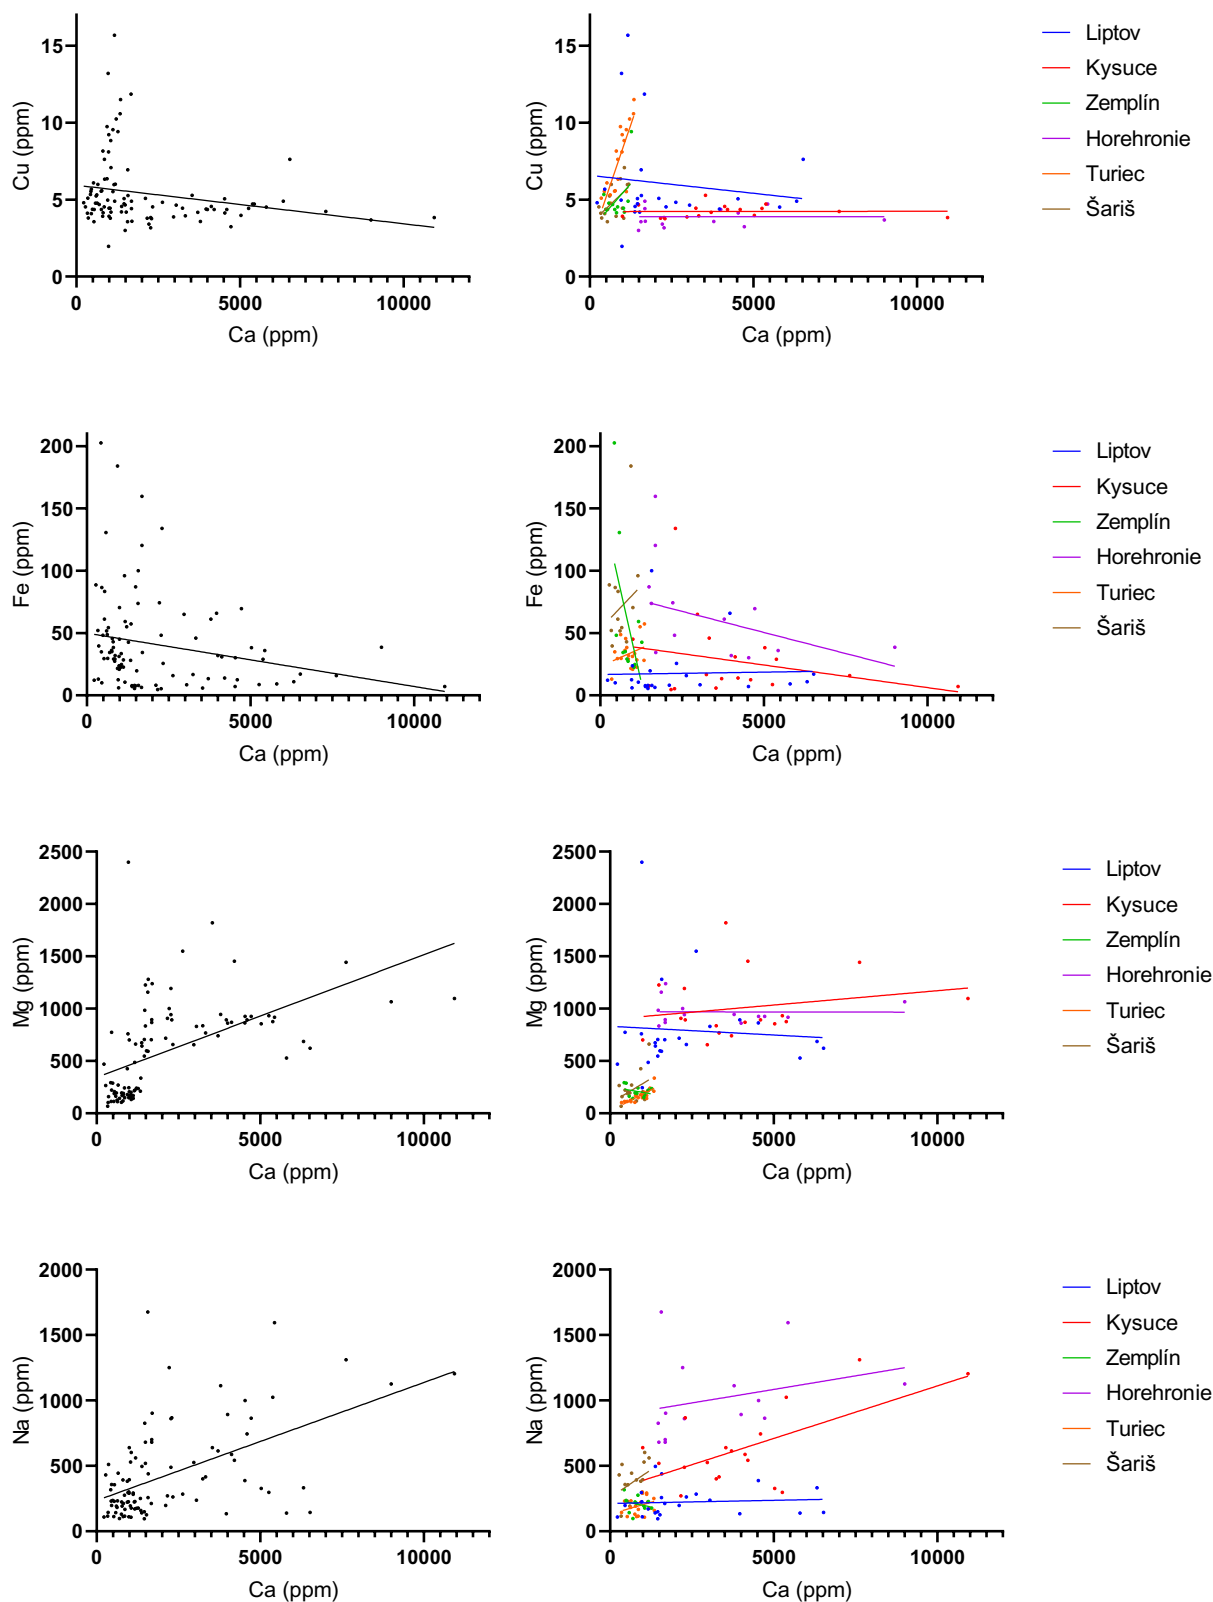 15
10
5
0
Cu (ppm)
0
5000
10000
Ca (ppm)
15
10
5
0
Cu (ppm)
0
5000
10000
Ca (ppm)
Liptov
Kysuce
Zemplín
Horehronie
Turiec
Šariš
200
150
100
50
0
Fe (ppm)
0
5000
10000
Ca (ppm)
200
150
100
50
0
Fe (ppm)
0
5000
10000
Ca (ppm)
Liptov
Kysuce
Zemplín
Horehronie
Turiec
Šariš
2500
2000
1500
1000
500
0
Mg (ppm)
0
5000
10000
Ca (ppm)
2500
2000
1500
1000
500
0
Mg (ppm)
0
5000
10000
Ca (ppm)
Liptov
Kysuce
Zemplín
Horehronie
Turiec
Šariš
2000
1500
1000
500
0
Na (ppm)
0
5000
10000
Ca (ppm)
2000
1500
1000
500
0
Na (ppm)
0
5000
10000
Ca (ppm)
Liptov
Kysuce
Zemplín
Horehronie
Turiec
Šariš